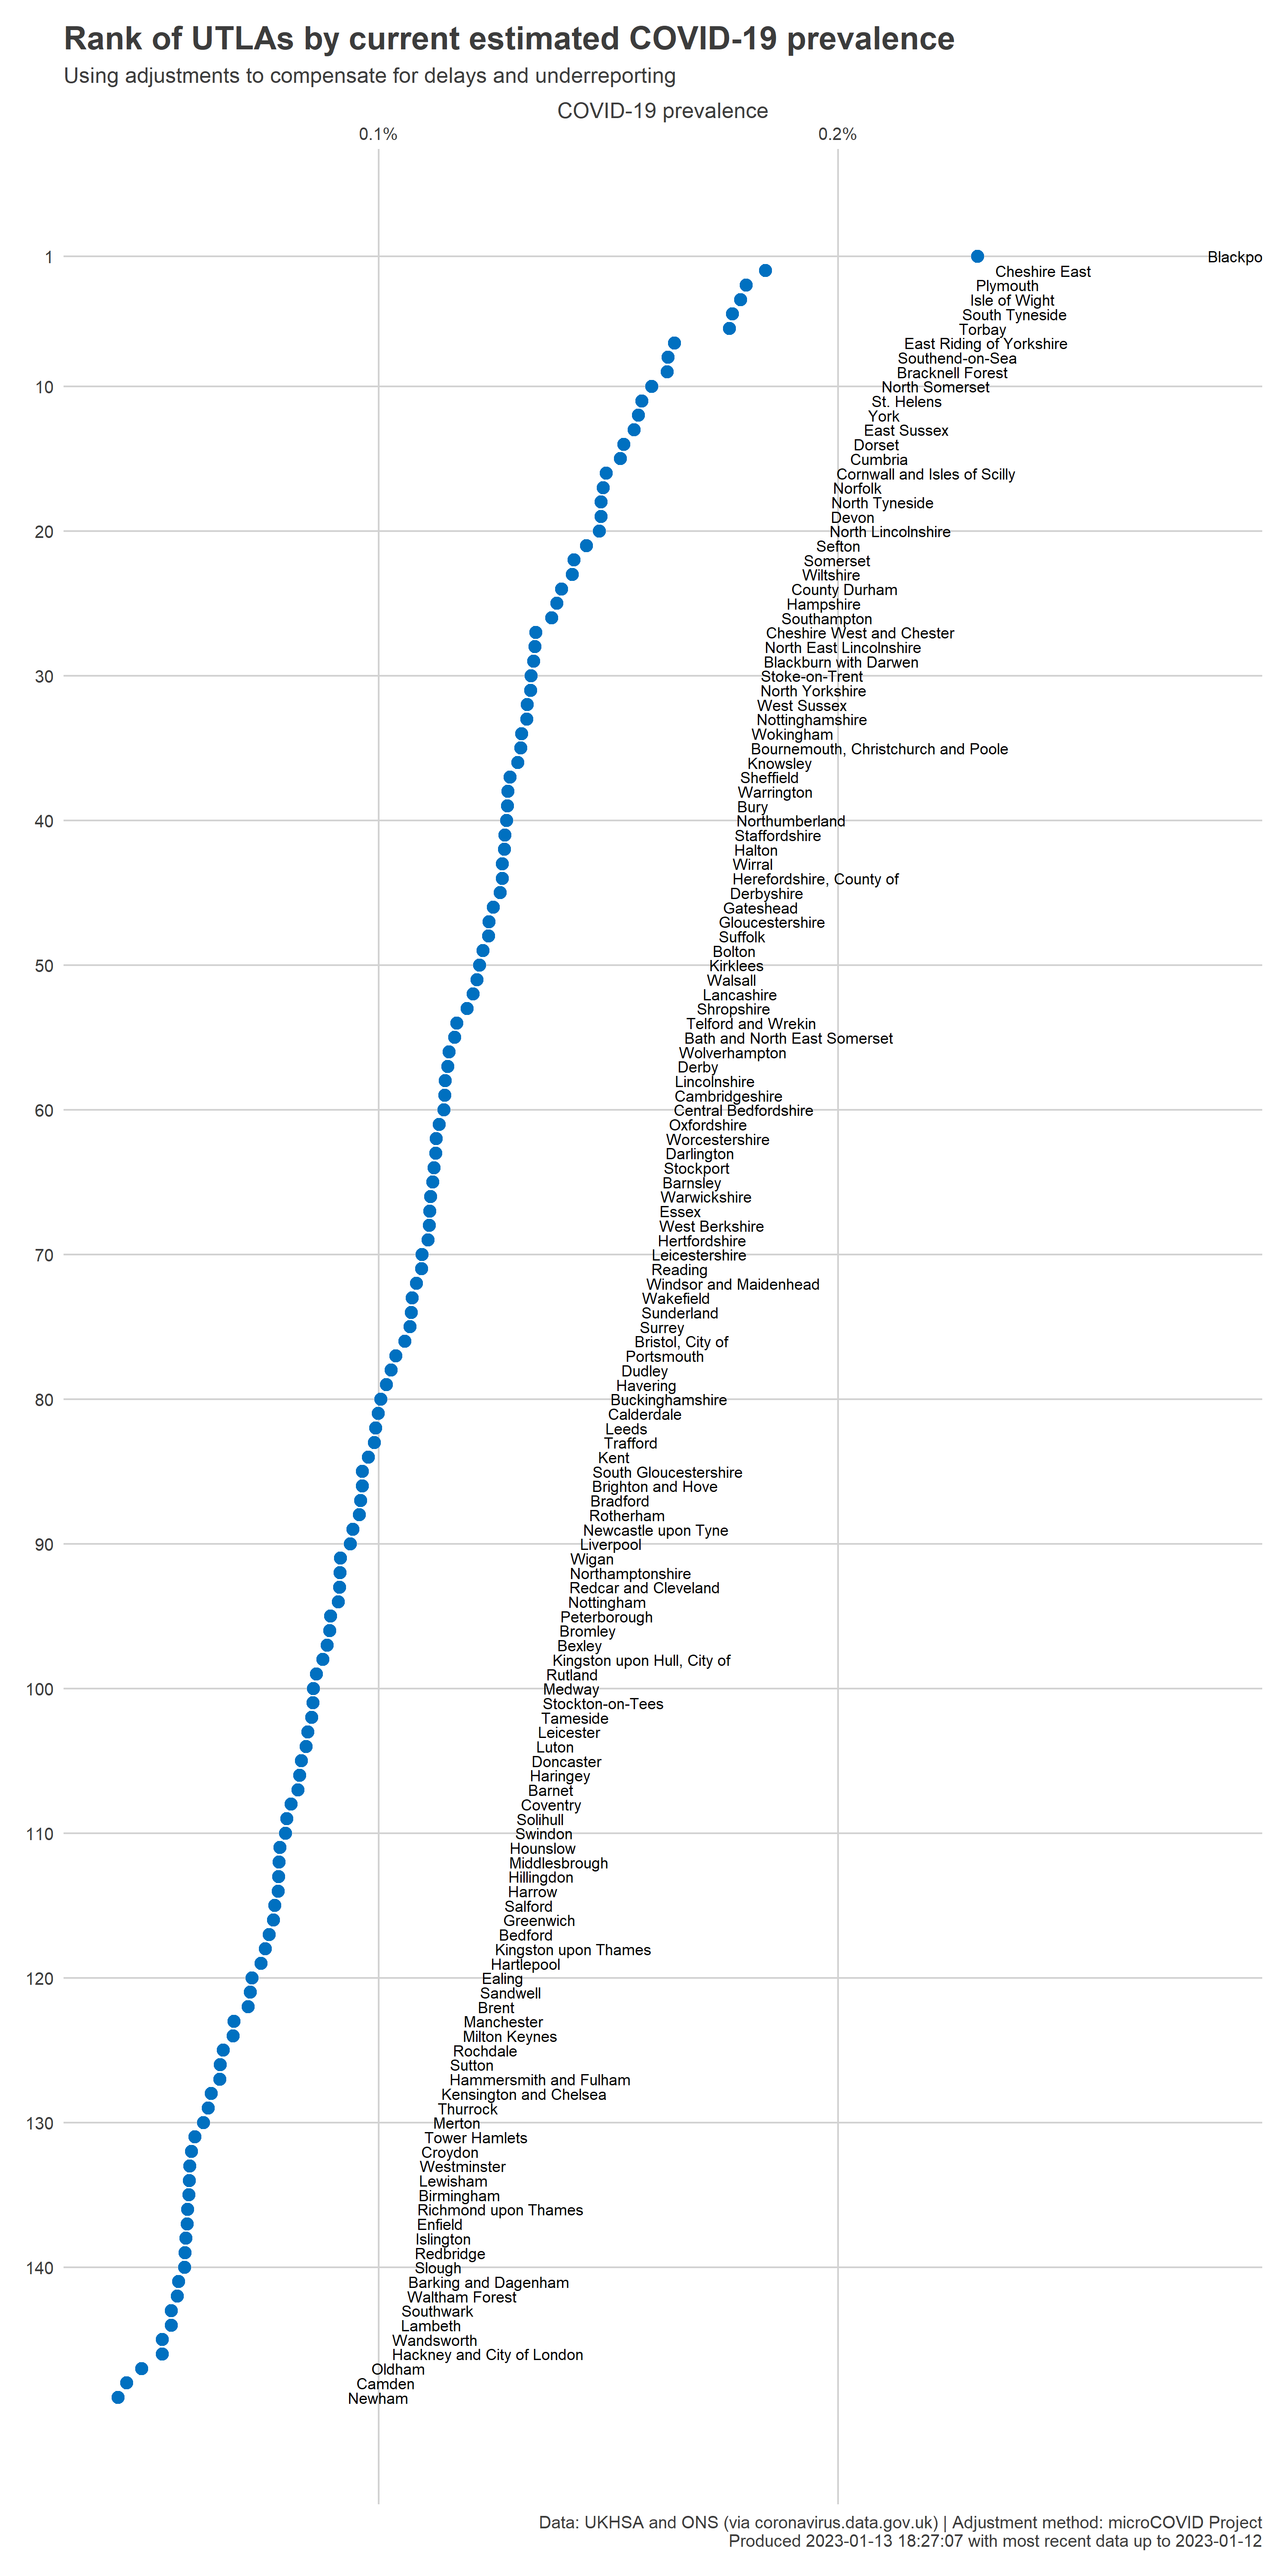 Rank of UTLAs by current estimated COVID-19 prevalence
Using adjustments to compensate for delays and underreporting
COVID-19 prevalence
0.1% 0.2%
1 Blackpo
Cheshire East
Plymouth
Isle of Wight
South Tyneside
Torbay
East Riding of Yorkshire
Southend-on-Sea
Bracknell Forest
10 North Somerset
St. Helens
York
East Sussex
Dorset
Cumbria
Cornwall and Isles of Scilly
Norfolk
North Tyneside
Devon
20 North Lincolnshire
Sefton
Somerset
Wiltshire
County Durham
Hampshire
Southampton
Cheshire West and Chester
North East Lincolnshire
Blackburn with Darwen
30 Stoke-on-Trent
North Yorkshire
West Sussex
Nottinghamshire
Wokingham
Bournemouth, Christchurch and Poole
Knowsley
Sheffield
Warrington
Bury
40 Northumberland
Staffordshire
Halton
Wirral
Herefordshire, County of
Derbyshire
Gateshead
Gloucestershire
Suffolk
Bolton
50 Kirklees
Walsall
Lancashire
Shropshire
Telford and Wrekin
Bath and North East Somerset
Wolverhampton
Derby
Lincolnshire
Cambridgeshire
60 Central Bedfordshire
Oxfordshire
Worcestershire
Darlington
Stockport
Barnsley
Warwickshire
Essex
West Berkshire
Hertfordshire
70 Leicestershire
Reading
Windsor and Maidenhead
Wakefield
Sunderland
Surrey
Bristol, City of
Portsmouth
Dudley
Havering
80 Buckinghamshire
Calderdale
Leeds
Trafford
Kent
South Gloucestershire
Brighton and Hove
Bradford
Rotherham
Newcastle upon Tyne
90 Liverpool
Wigan
Northamptonshire
Redcar and Cleveland
Nottingham
Peterborough
Bromley
Bexley
Kingston upon Hull, City of
Rutland
100 Medway
Stockton-on-Tees
Tameside
Leicester
Luton
Doncaster
Haringey
Barnet
Coventry
Solihull
110 Swindon
Hounslow
Middlesbrough
Hillingdon
Harrow
Salford
Greenwich
Bedford
Kingston upon Thames
Hartlepool
120 Ealing
Sandwell
Brent
Manchester
Milton Keynes
Rochdale
Sutton
Hammersmith and Fulham
Kensington and Chelsea
Thurrock
130 Merton
Tower Hamlets
Croydon
Westminster
Lewisham
Birmingham
Richmond upon Thames
Enfield
Islington
Redbridge
140 Slough
Barking and Dagenham
Waltham Forest
Southwark
Lambeth
Wandsworth
Hackney and City of London
Oldham
Camden
Newham
Data: UKHSA and ONS (via coronavirus.data.gov.uk) | Adjustment method: microCOVID Project
Produced 2023-01-13 18:27:07 with most recent data up to 2023-01-12